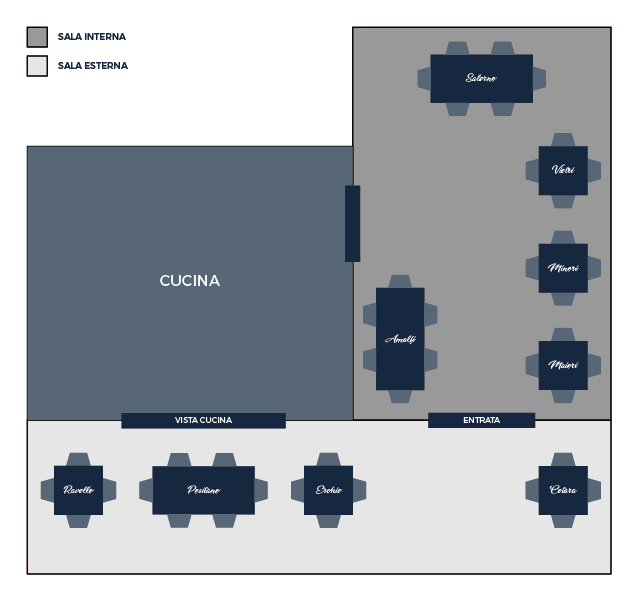 SALA INTERNA
SALA ESTERNA
Salerno
Vietri
CUCINA
Minori
Amalfi
Maiori
VISTA CUCINA
ENTRATA
Ravello
Positano
Erchie
Cetara